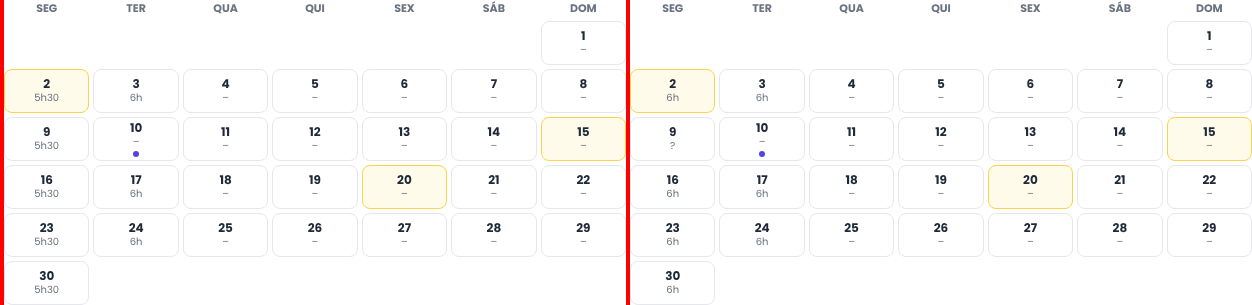 SEG TER QUA QUI SEX SÁB DOM
1
–
2 3 4 5 6 7 8
5h30 6h – – – – –
9 10 11 12 13 14 15
5h30 – – – – – –
16 17 18 19 20 21 22
5h30 6h – – – – –
23 24 25 26 27 28 29
5h30 6h – – – – –
30
5h30
SEG TER QUA QUI SEX SÁB DOM
1
–
2 3 4 5 6 7 8
6h 6h – – – – –
9 10 11 12 13 14 15
? – – – – – –
16 17 18 19 20 21 22
6h 6h – – – – –
23 24 25 26 27 28 29
6h 6h – – – – –
30
6h